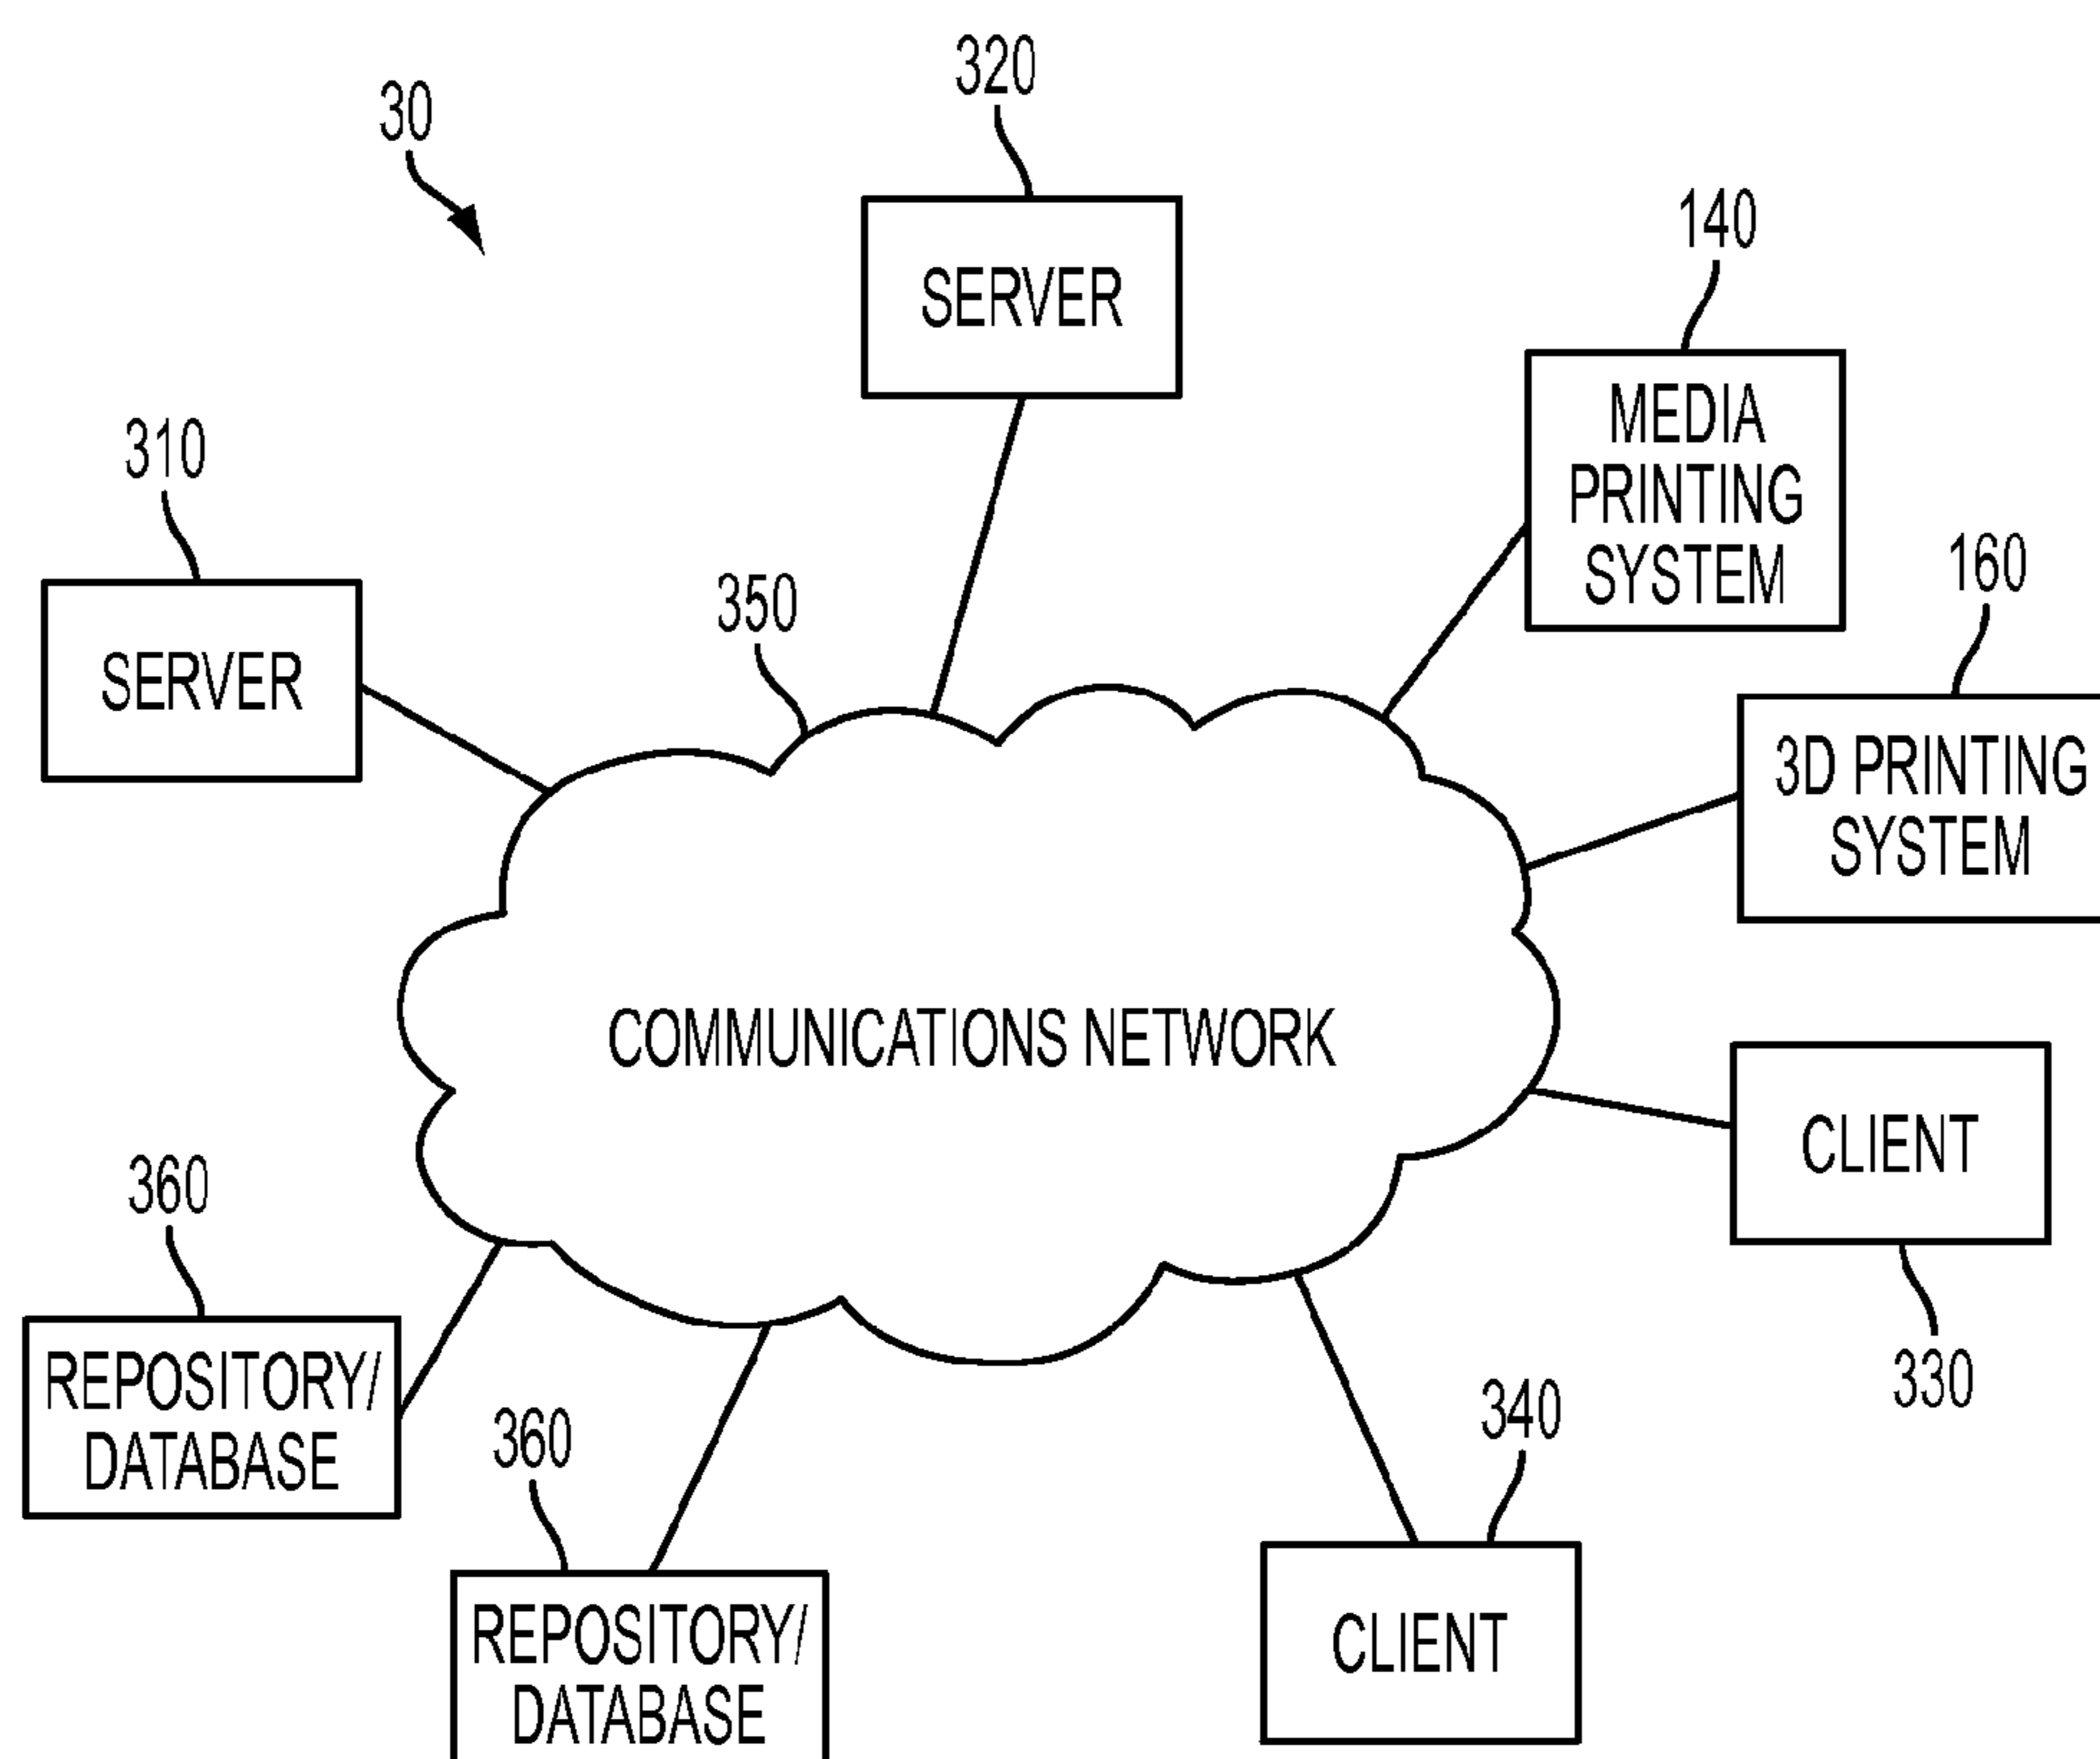 30
320
SERVER
140
MEDIA
PRINTING
SYSTEM
310
SERVER
350
160
3D PRINTING
SYSTEM
COMMUNICATIONS NETWORK
CLIENT
330
360
REPOSITORY/
DATABASE
360
REPOSITORY/
DATABASE
340
CLIENT